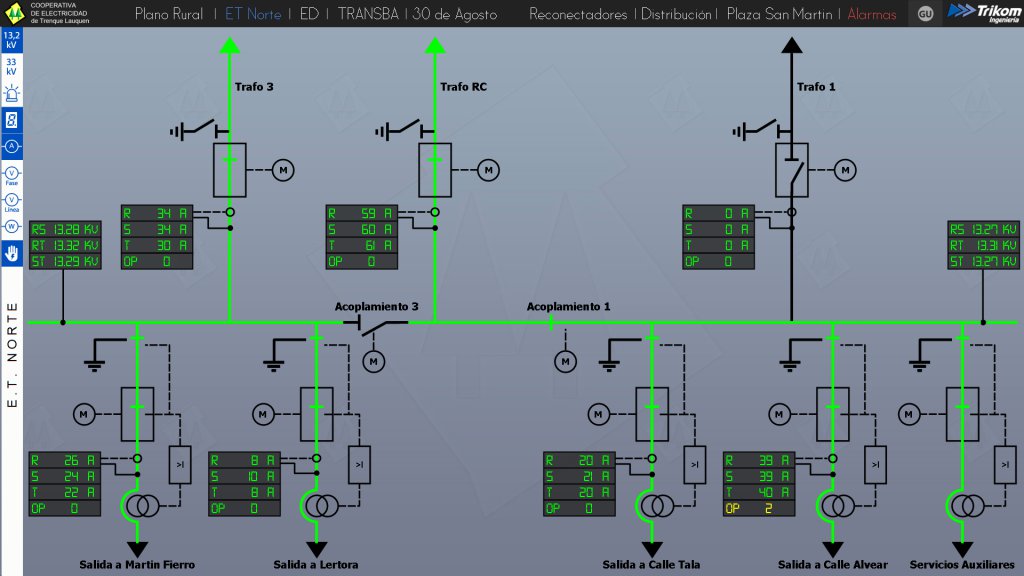 COOPERATIVA
DE ELECTRICIDAD
de Trenque Lauquen
Plano Rural | ET Norte | ED | TRANSBA | 30 de Agosto Reconectadores | Distribución | Plaza San Martin | Alarmas GU Trikom
Ingeniería
13,2
kV
33
kV
A
V
Fase
V
Línea
W
E.T. NORTE
Trafo 3
Trafo RC
Trafo 1
M
M
M
R 34 A
S 34 A
T 30 A
OP 0
R 59 A
S 60 A
T 61 A
OP 0
R 0 A
S 0 A
T 0 A
OP 0
RS 13.28 KV
RT 13.32 KV
ST 13.29 KV
RS 13.27 KV
RT 13.31 KV
ST 13.27 KV
Acoplamiento 3
Acoplamiento 1
M
M
M
M
M
M
M
>I
>I
>I
>I
>I
R 26 A
S 24 A
T 22 A
OP 0
R 8 A
S 10 A
T 8 A
OP 0
R 20 A
S 21 A
T 20 A
OP 0
R 39 A
S 39 A
T 40 A
OP 2
Salida a Martin Fierro
Salida a Lertora
Salida a Calle Tala
Salida a Calle Alvear
Servicios Auxiliares